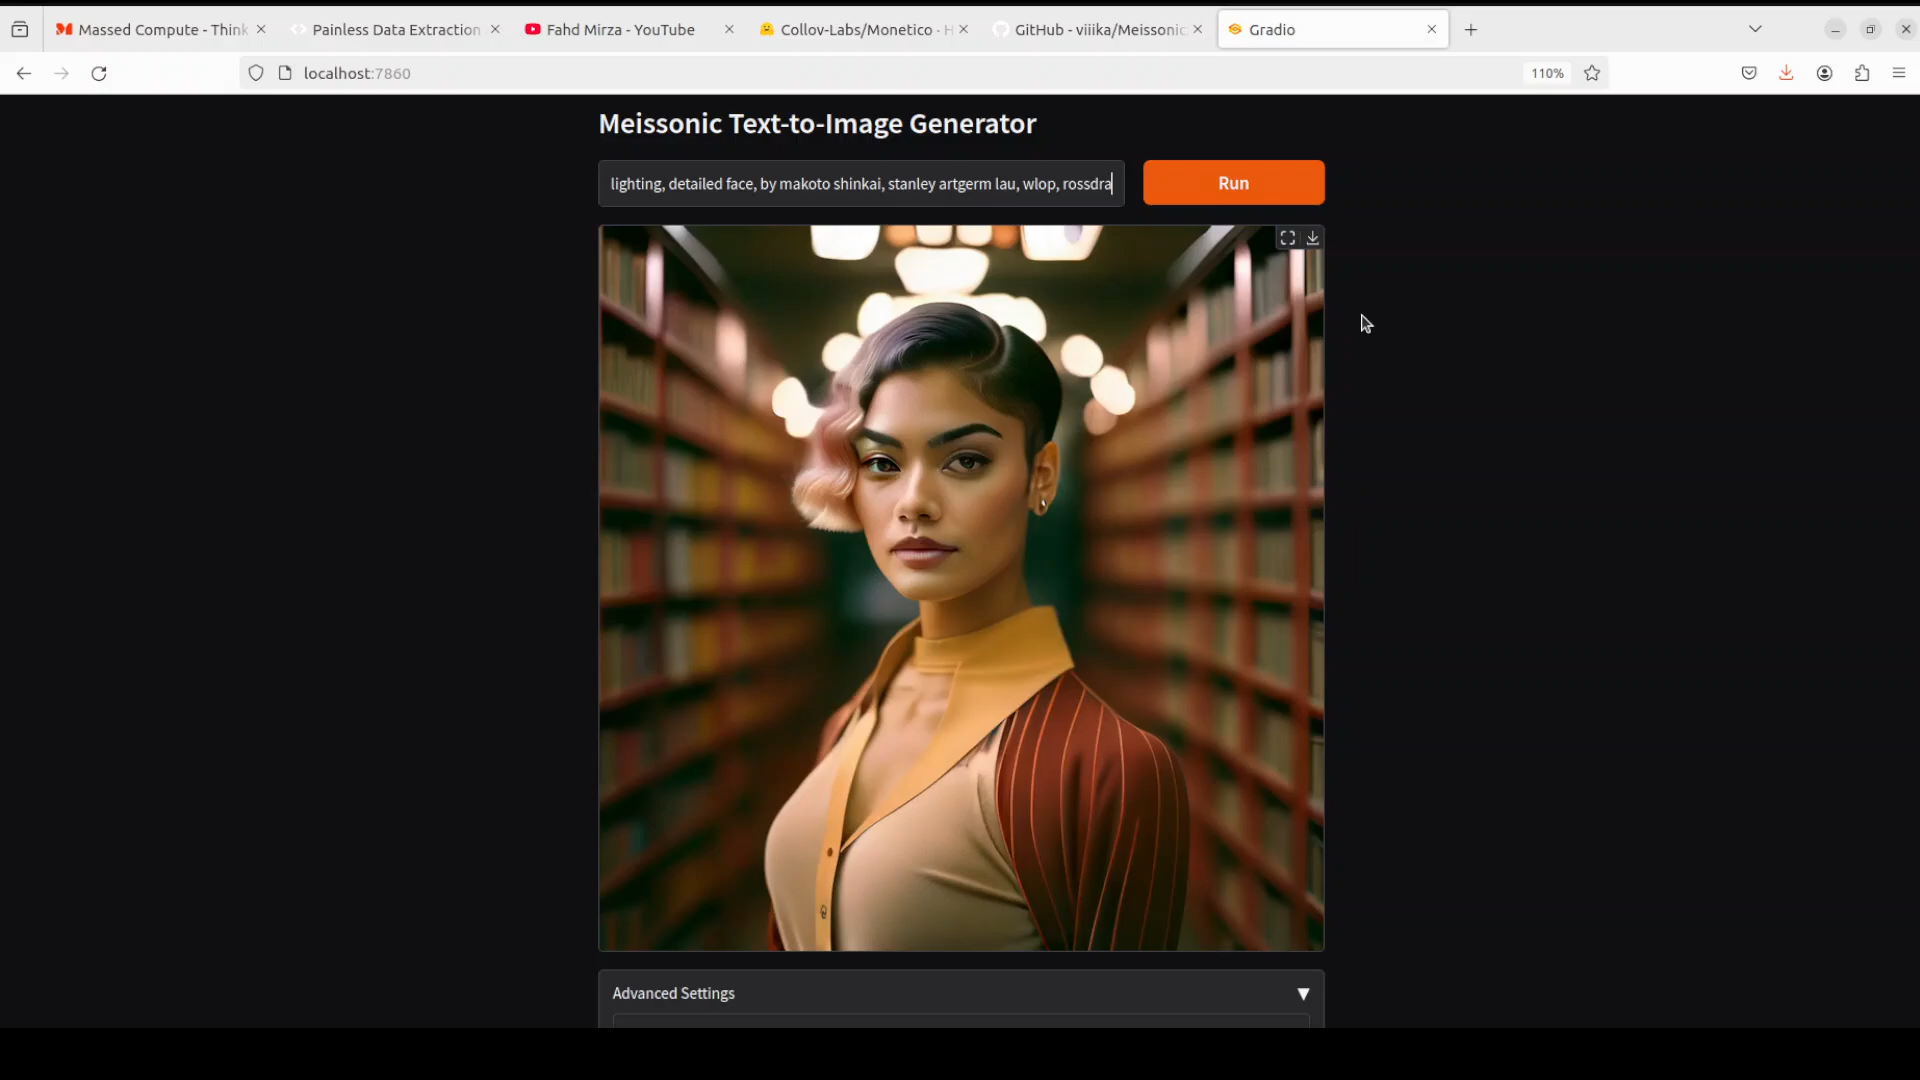 Massed Compute - Think
Painless Data Extraction
Fahd Mirza - YouTube
Collov-Labs/Monetico · H
GitHub - viiika/Meissonic:
Gradio
localhost:7860
110%
Meissonic Text-to-Image Generator
lighting, detailed face, by makoto shinkai, stanley artgerm lau, wlop, rossdra
Run
Advanced Settings